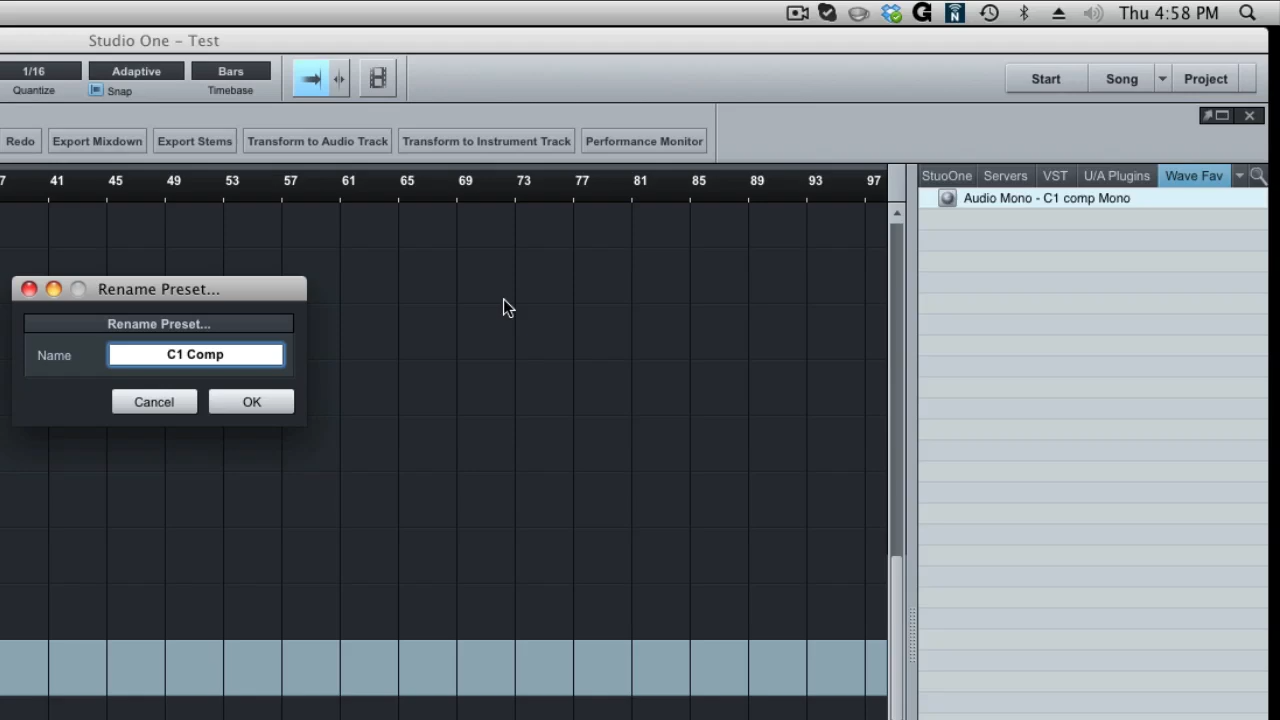 Thu 4:58 PM
Studio One – Test
1/16 Adaptive Bars
Quantize Snap Timebase
Start Song Project
Redo Export Mixdown Export Stems Transform to Audio Track Transform to Instrument Track Performance Monitor
7 41 45 49 53 57 61 65 69 73 77 81 85 89 93 97
StuoOne Servers VST U/A Plugins Wave Fav
Audio Mono - C1 comp Mono
Rename Preset...
Rename Preset...
Name C1 Comp
Cancel OK